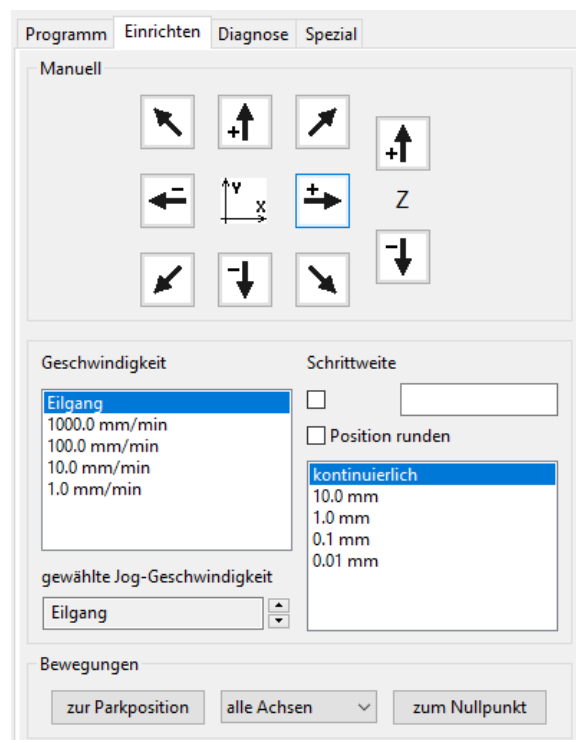 Programm Einrichten Diagnose Spezial
Manuell
+
+
- Y X + Z
- -
Geschwindigkeit Schrittweite
Eilgang
1000.0 mm/min
100.0 mm/min
10.0 mm/min
1.0 mm/min
Position runden
kontinuierlich
10.0 mm
1.0 mm
0.1 mm
0.01 mm
gewählte Jog-Geschwindigkeit
Eilgang
Bewegungen
zur Parkposition alle Achsen zum Nullpunkt